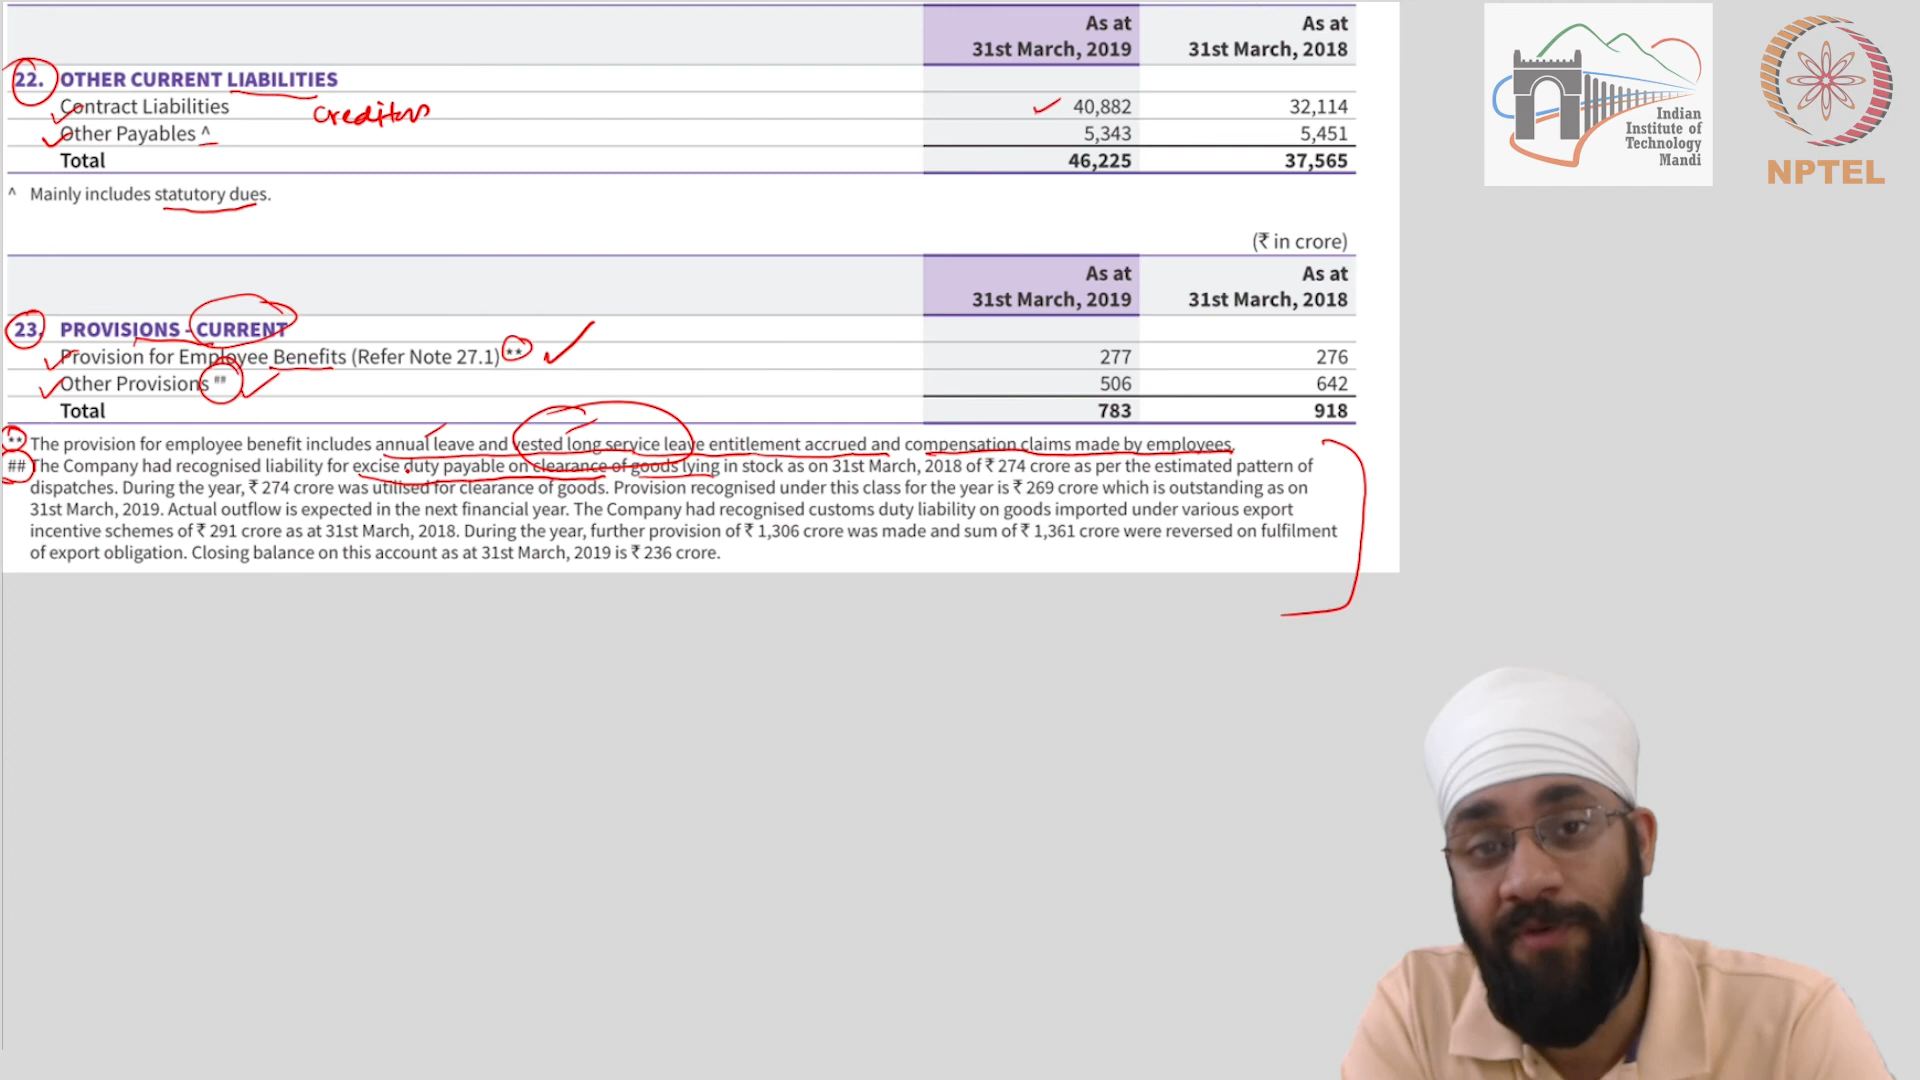 As at As at
31st March, 2019 31st March, 2018
22. OTHER CURRENT LIABILITIES
Contract Liabilities 40,882 32,114
Creditors
Other Payables ^ 5,343 5,451
Total 46,225 37,565
^ Mainly includes statutory dues.
(₹ in crore)
As at As at
31st March, 2019 31st March, 2018
23. PROVISIONS - CURRENT
Provision for Employee Benefits (Refer Note 27.1) ** 277 276
Other Provisions ## 506 642
Total 783 918
** The provision for employee benefit includes annual leave and vested long service leave entitlement accrued and compensation claims made by employees.
## The Company had recognised liability for excise duty payable on clearance of goods lying in stock as on 31st March, 2018 of ₹ 274 crore as per the estimated pattern of
dispatches. During the year, ₹ 274 crore was utilised for clearance of goods. Provision recognised under this class for the year is ₹ 269 crore which is outstanding as on
31st March, 2019. Actual outflow is expected in the next financial year. The Company had recognised customs duty liability on goods imported under various export
incentive schemes of ₹ 291 crore as at 31st March, 2018. During the year, further provision of ₹ 1,306 crore was made and sum of ₹ 1,361 crore were reversed on fulfilment
of export obligation. Closing balance on this account as at 31st March, 2019 is ₹ 236 crore.
Indian
Institute of
Technology
Mandi
NPTEL